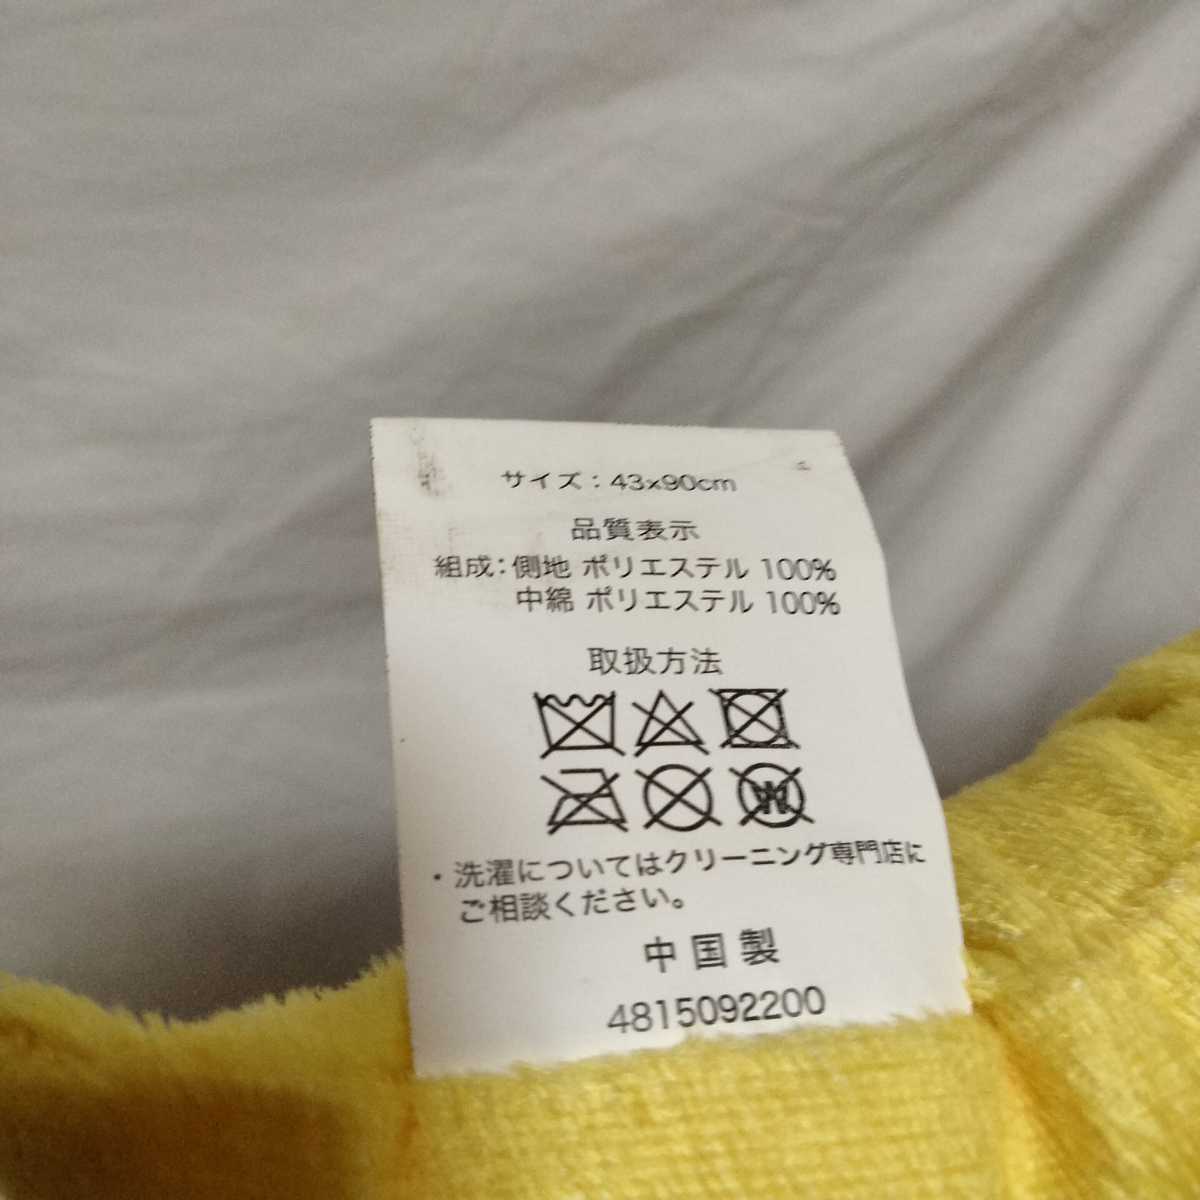 サイズ：43x90cm
品質表示
組成：側地 ポリエステル 100%
中綿 ポリエステル 100%
取扱方法
W
・洗濯についてはクリーニング専門店に
ご相談ください。
中国製
4815092200